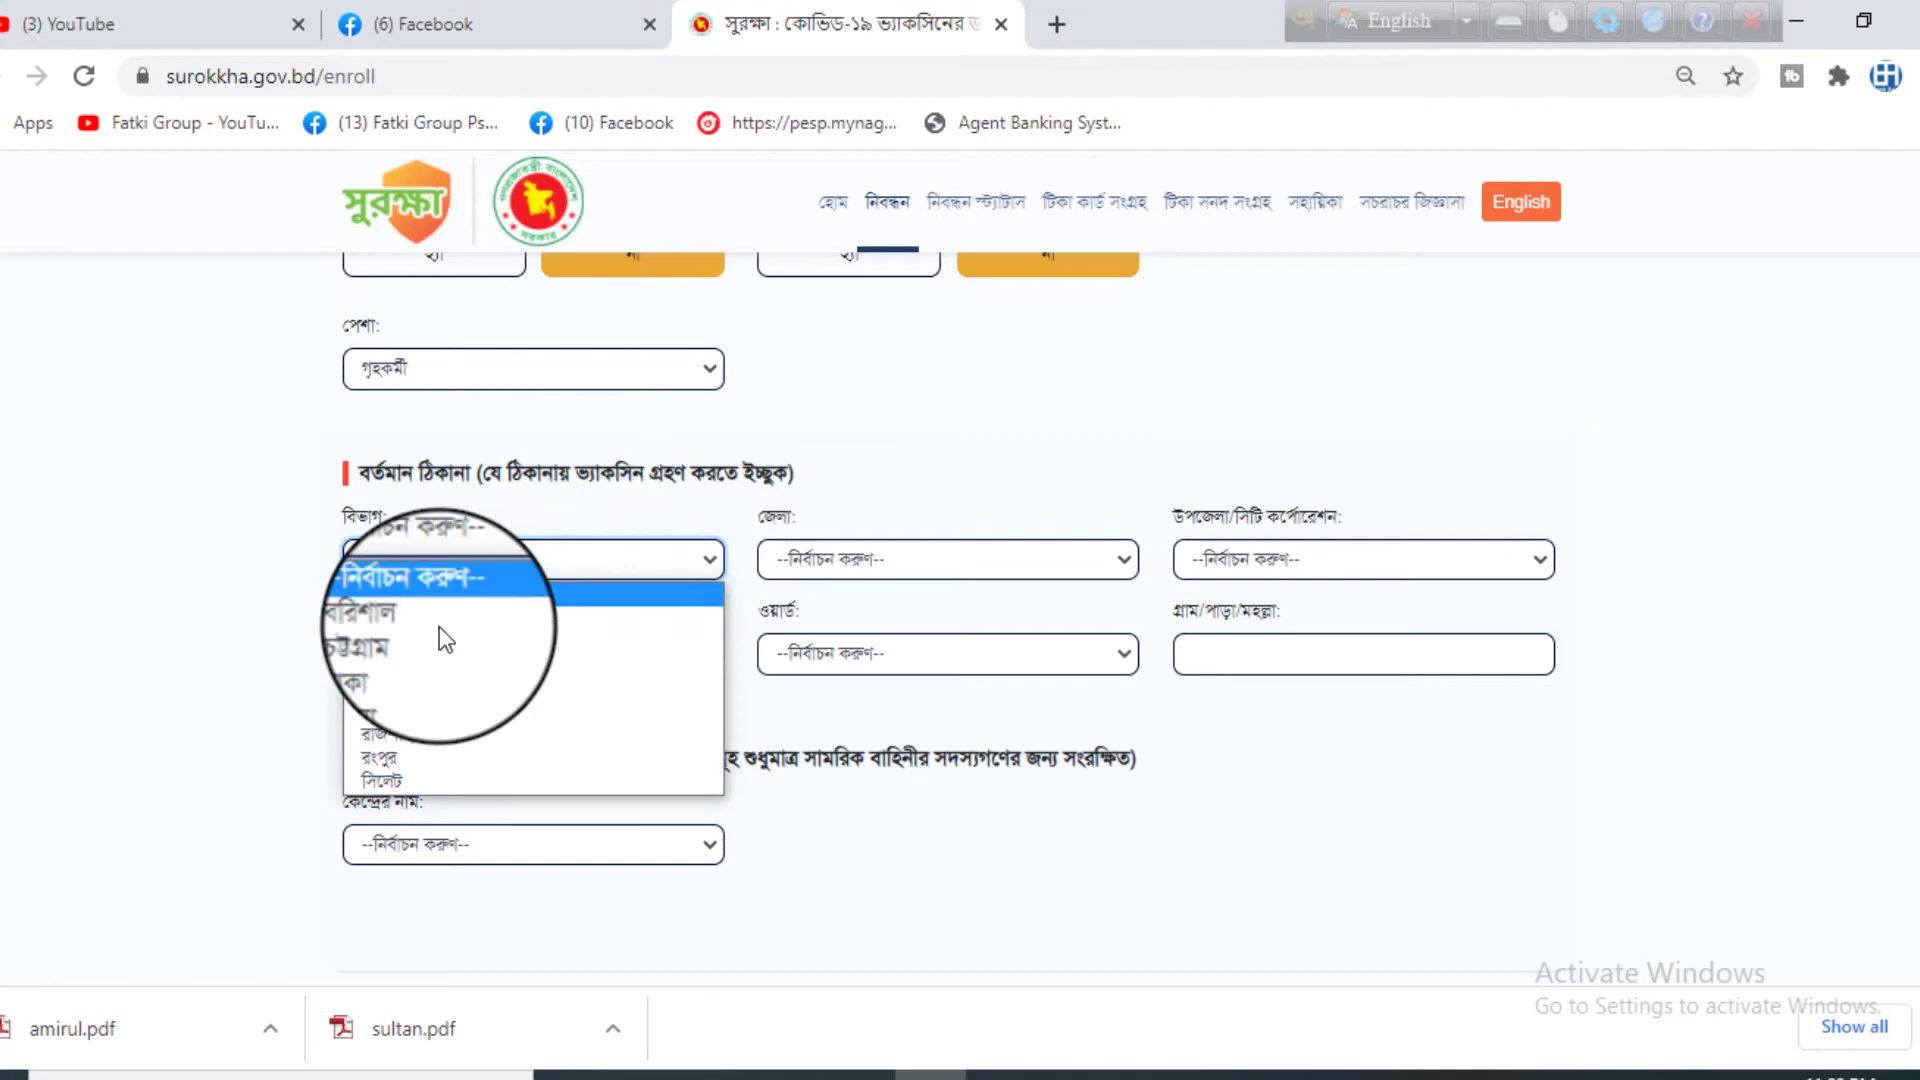 (3) YouTube
(6) Facebook
সুরক্ষা : কোভিড-১৯ ভ্যাকসিনের
English
surokkha.gov.bd/enroll
Apps
Fatki Group - YouTu...
(13) Fatki Group Ps...
(10) Facebook
https://pesp.mynag...
Agent Banking Syst...
সুরক্ষা
হোম
নিবন্ধন
নিবন্ধন স্ট্যাটাস
টিকা কার্ড সংগ্রহ
টিকা সনদ সংগ্রহ
সহায়িকা
সচরাচর জিজ্ঞাসা
English
পেশা:
গৃহকর্মী
বর্তমান ঠিকানা (যে ঠিকানায় ভ্যাকসিন গ্রহণ করতে ইচ্ছুক)
বিভাগ:
জেলা:
উপজেলা/সিটি কর্পোরেশন:
করুণ--
--নির্বাচন করুণ--
--নির্বাচন করুণ--
-নির্বাচন করুণ--
বরিশাল
চট্টগ্রাম
ওয়ার্ড:
গ্রাম/পাড়া/মহল্লা:
--নির্বাচন করুণ--
রংপুর
সিলেট
শুধুমাত্র সামরিক বাহিনীর সদস্যগণের জন্য সংরক্ষিত)
কেন্দ্রের নাম:
--নির্বাচন করুণ--
Activate Windows
Go to Settings to activate Windows.
amirul.pdf
sultan.pdf
Show all